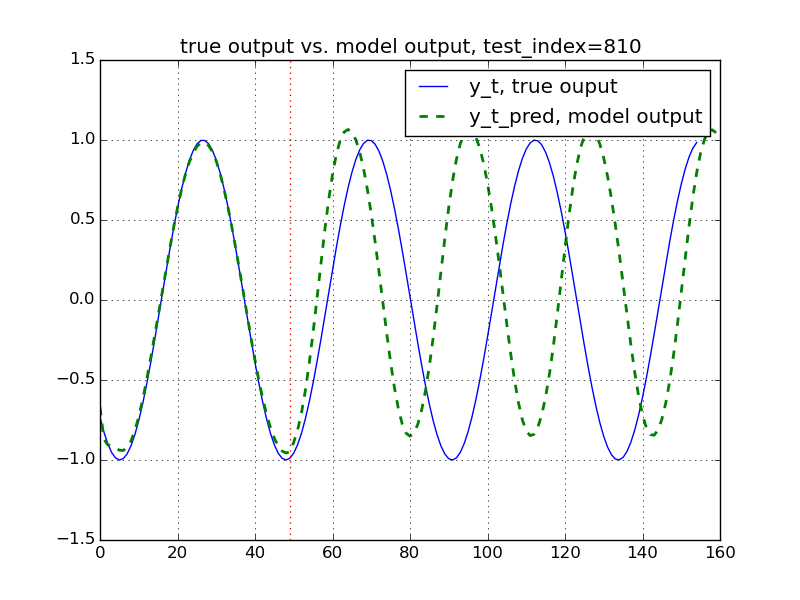 true output vs. model output, test_index=810
y_t, true ouput
y_t_pred, model output
1.5
1.0
0.5
0.0
−0.5
−1.0
−1.5
0 20 40 60 80 100 120 140 160